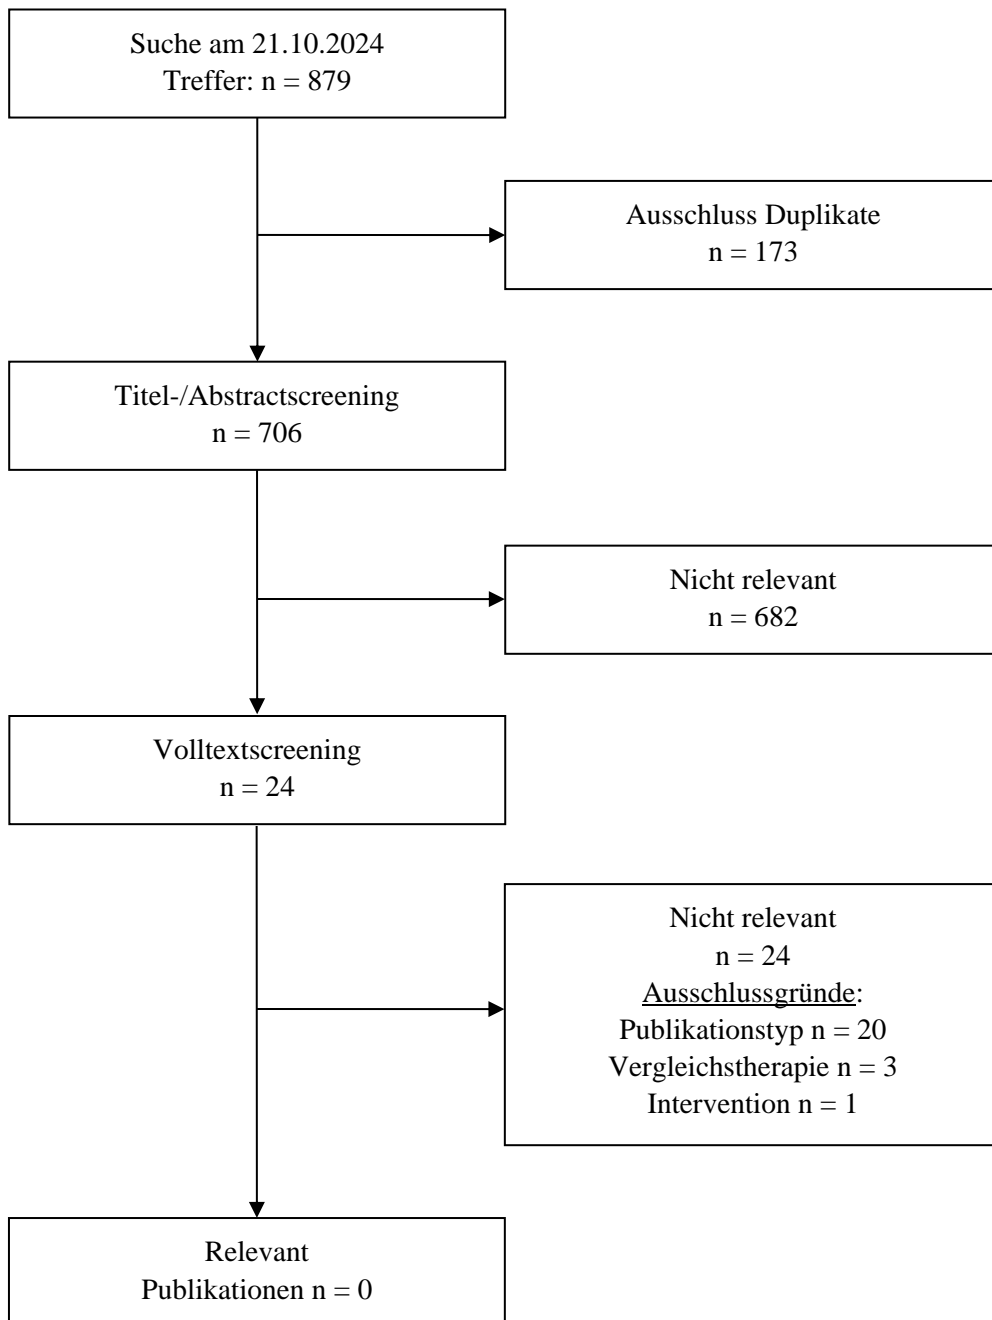 Suche am 21.10.2024
Treffer: n = 879
Ausschluss Duplikate
n = 173
Titel-/Abstractscreening
n = 706
Nicht relevant
n = 682
Volltextscreening
n = 24
Nicht relevant
n = 24
Ausschlussgründe:
Publikationstyp n = 20
Vergleichstherapie n = 3
Intervention n = 1
Relevant
Publikationen n = 0